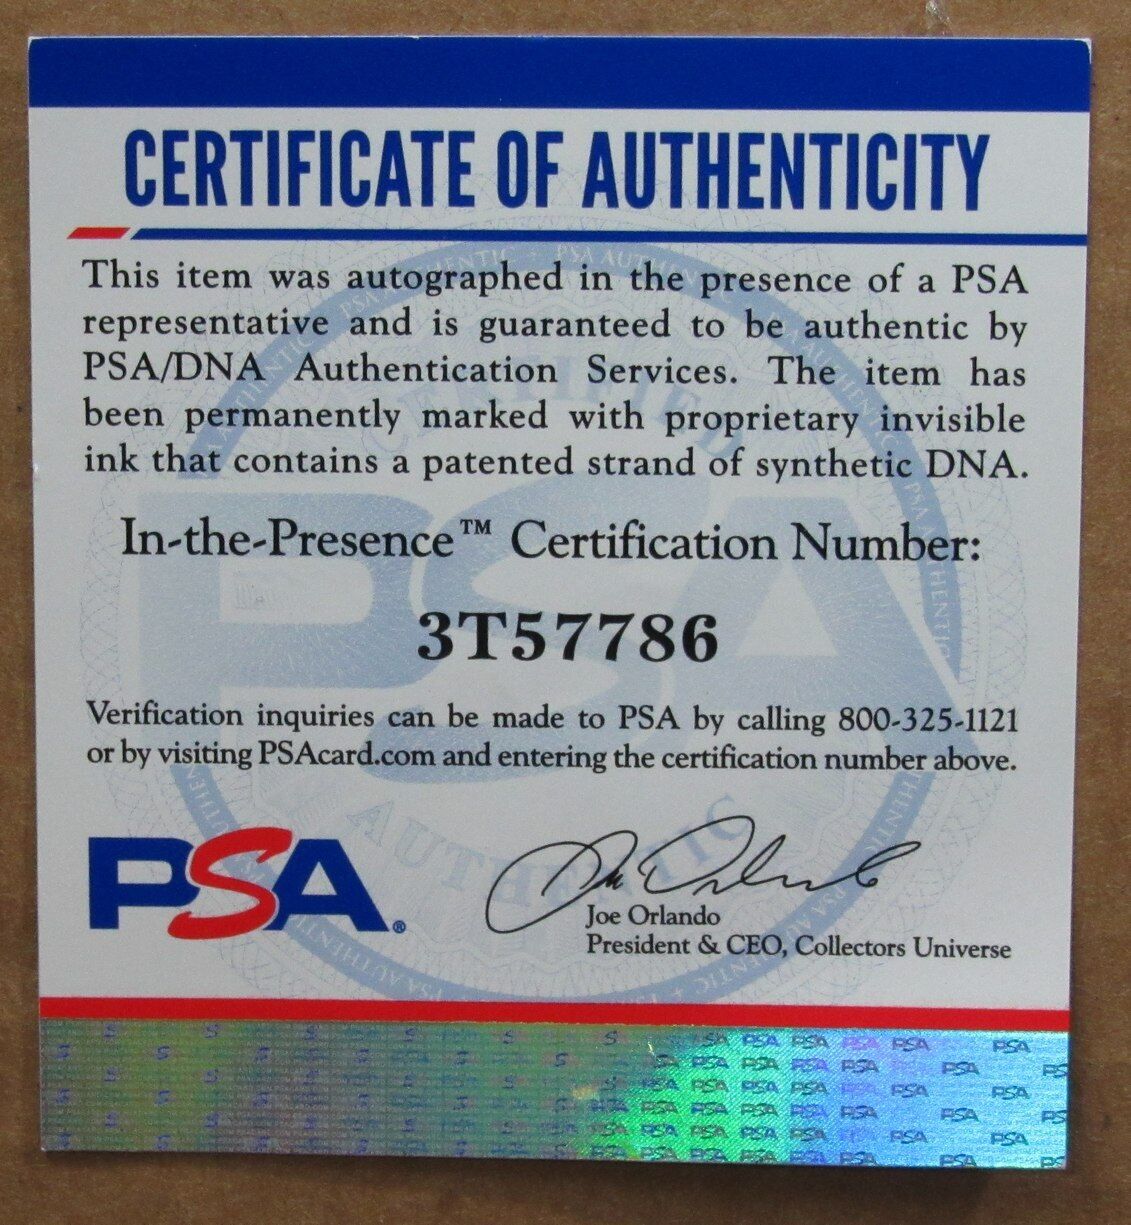 CERTIFICATE OF AUTHENTICITY
This item was autographed in the presence of a PSA
representative and is guaranteed to be authentic by
PSA/DNA Authentication Services. The item has
been permanently marked with proprietary invisible
ink that contains a patented strand of synthetic DNA.
In-the-Presence™ Certification Number:
3T57786
Verification inquiries can be made to PSA by calling 800-325-1121
or by visiting PSAcard.com and entering the certification number above.
PSA®
Joe Orlando
President & CEO, Collectors Universe